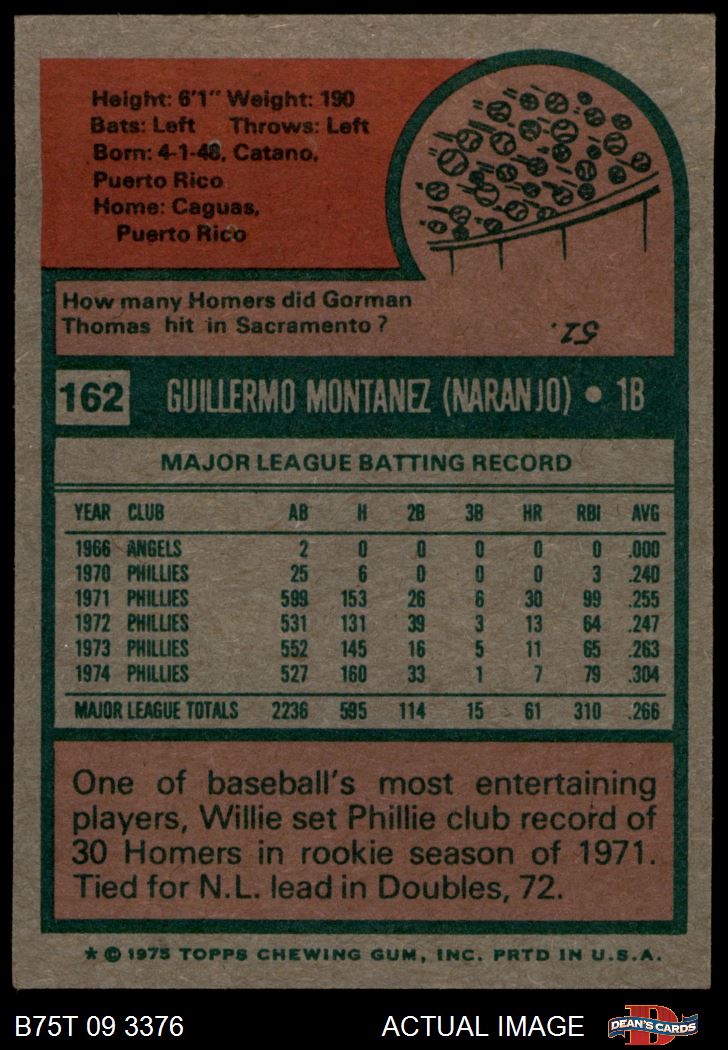 Height: 6'1" Weight: 190
Bats: Left Throws: Left
Born: 4-1-48, Catano,
Puerto Rico
Home: Caguas,
Puerto Rico
How many Homers did Gorman
Thomas hit in Sacramento?
51.
162 GUILLERMO MONTANEZ (NARANJO) • 1B
MAJOR LEAGUE BATTING RECORD
YEAR CLUB AB H 2B 3B HR RBI AVG
1966 ANGELS 2 0 0 0 0 0 .000
1970 PHILLIES 25 6 0 0 0 3 .240
1971 PHILLIES 599 153 26 6 30 99 .255
1972 PHILLIES 531 131 39 3 13 64 .247
1973 PHILLIES 552 145 16 5 11 65 .263
1974 PHILLIES 527 160 33 1 7 79 .304
MAJOR LEAGUE TOTALS 2236 595 114 15 61 310 .266
One of baseball's most entertaining
players, Willie set Phillie club record of
30 Homers in rookie season of 1971.
Tied for N.L. lead in Doubles, 72.
* © 1975 TOPPS CHEWING GUM, INC. PRTD IN U.S.A.
B75T 09 3376 ACTUAL IMAGE D DEAN'S CARDS